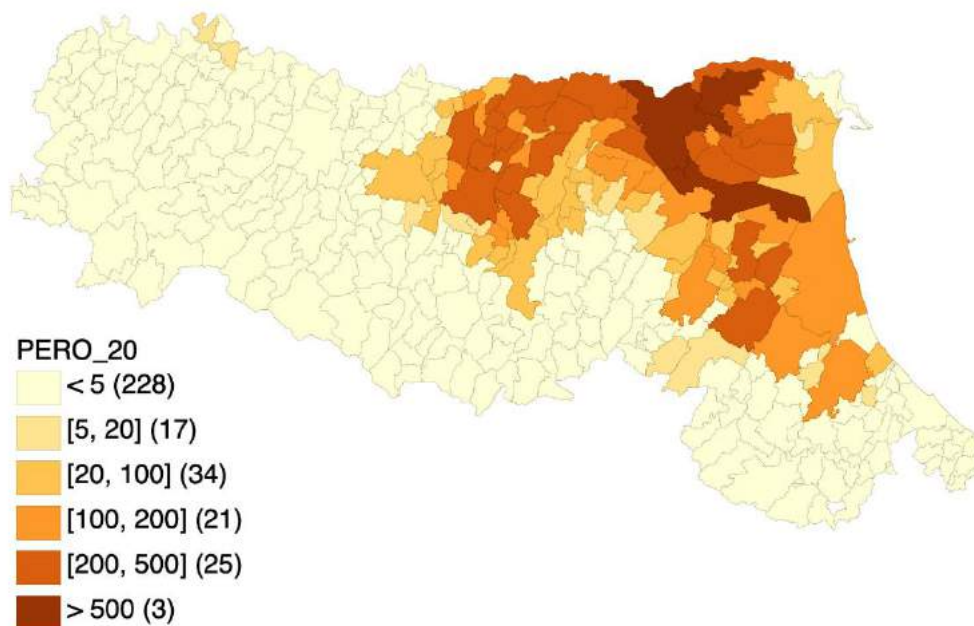 PERO_20
< 5 (228)
[5, 20] (17)
[20, 100] (34)
[100, 200] (21)
[200, 500] (25)
> 500 (3)